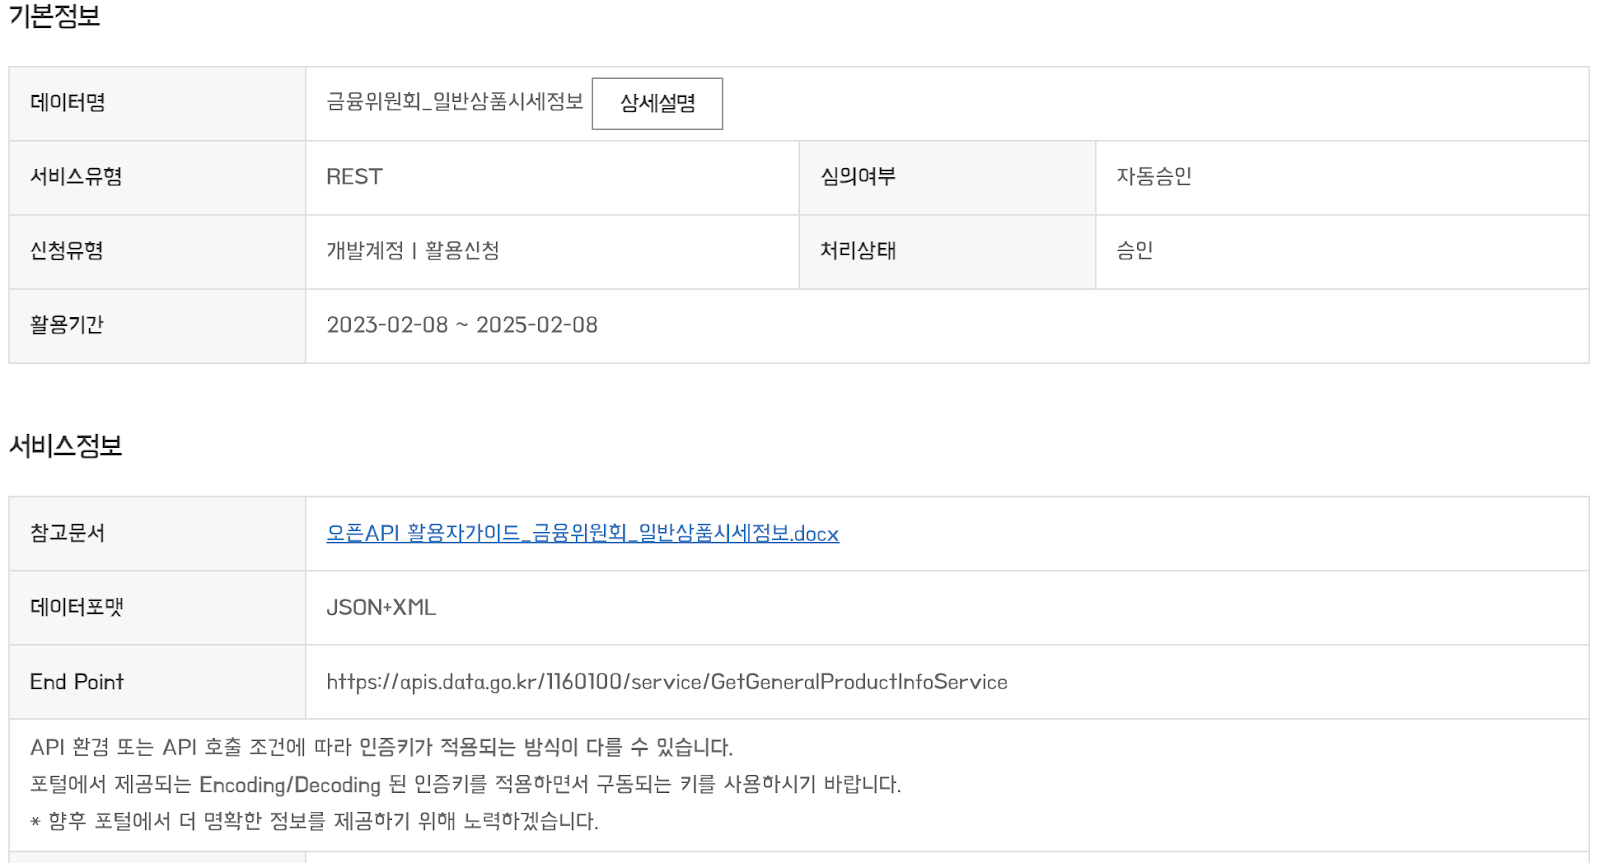 기본정보
데이터명 금융위원회_일반상품시세정보 상세설명
서비스유형 REST 심의여부 자동승인
신청유형 개발계정 | 활용신청 처리상태 승인
활용기간 2023-02-08 ~ 2025-02-08
서비스정보
참고문서 오픈API 활용자가이드_금융위원회_일반상품시세정보.docx
데이터포맷 JSON+XML
End Point https://apis.data.go.kr/1160100/service/GetGeneralProductInfoService
API 환경 또는 API 호출 조건에 따라 인증키가 적용되는 방식이 다를 수 있습니다.
포털에서 제공되는 Encoding/Decoding 된 인증키를 적용하면서 구동되는 키를 사용하시기 바랍니다.
* 향후 포털에서 더 명확한 정보를 제공하기 위해 노력하겠습니다.